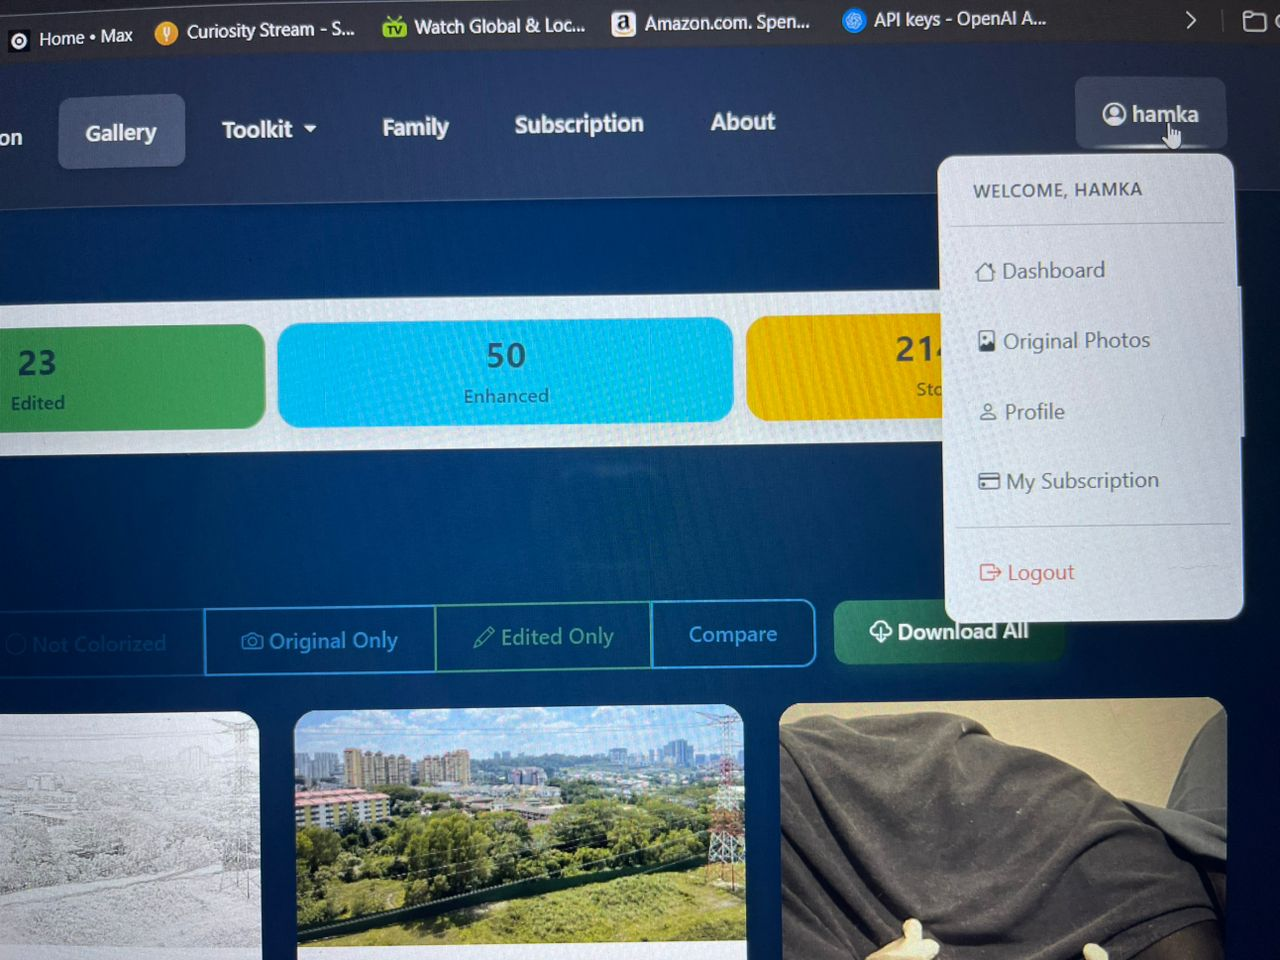 Home • Max
Curiosity Stream - S...
Watch Global & Loc...
Amazon.com. Spen...
API keys - OpenAI A...
on
Gallery
Toolkit
Family
Subscription
About
hamka
WELCOME, HAMKA
Dashboard
Original Photos
Profile
My Subscription
Logout
23
Edited
50
Enhanced
214
Sto
Not Colorized
Original Only
Edited Only
Compare
Download All